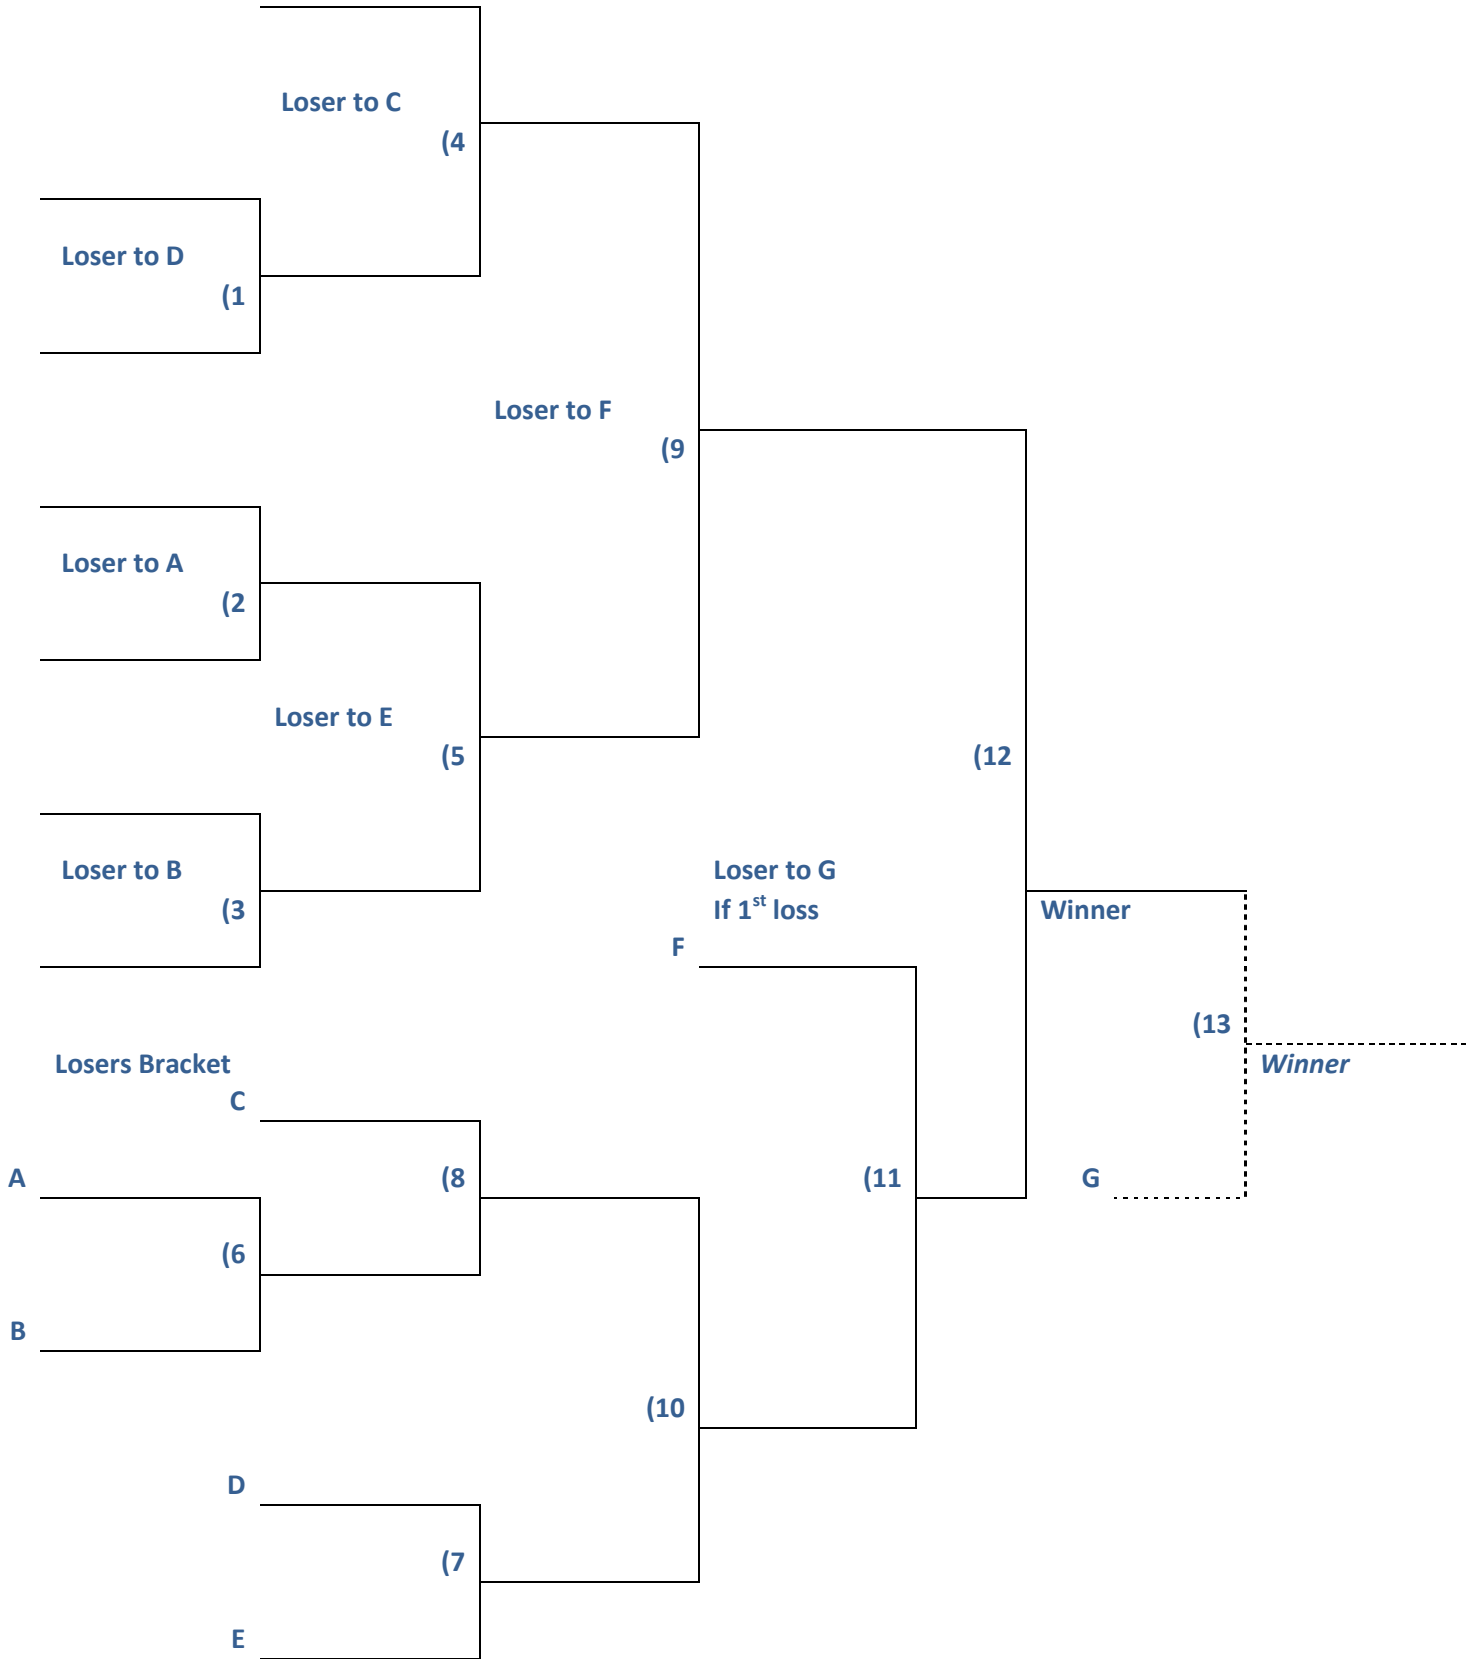 Loser to C
(4
Loser to D
(1
Loser to F
(9
Loser to A
(2
Loser to E
(5
(12
Loser to B
(3
Loser to G
If 1st loss
Winner
F
(13
Winner
Losers Bracket
C
A
(8
(11
G
(6
B
(10
D
(7
E